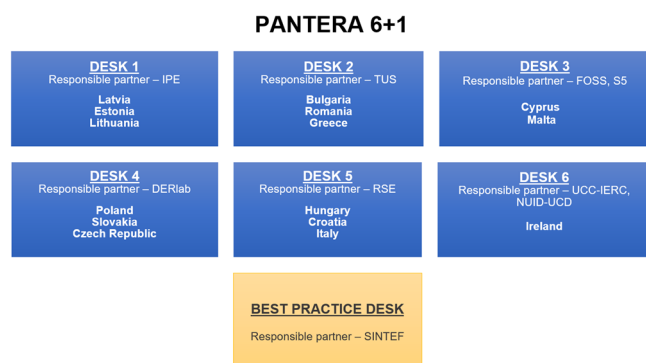 PANTERA 6+1
DESK 1
Responsible partner – IPE
Latvia
Estonia
Lithuania
DESK 2
Responsible partner – TUS
Bulgaria
Romania
Greece
DESK 3
Responsible partner – FOSS, S5
Cyprus
Malta
DESK 4
Responsible partner – DERlab
Poland
Slovakia
Czech Republic
DESK 5
Responsible partner – RSE
Hungary
Croatia
Italy
DESK 6
Responsible partner – UCC-IERC,
NUID-UCD
Ireland
BEST PRACTICE DESK
Responsible partner – SINTEF